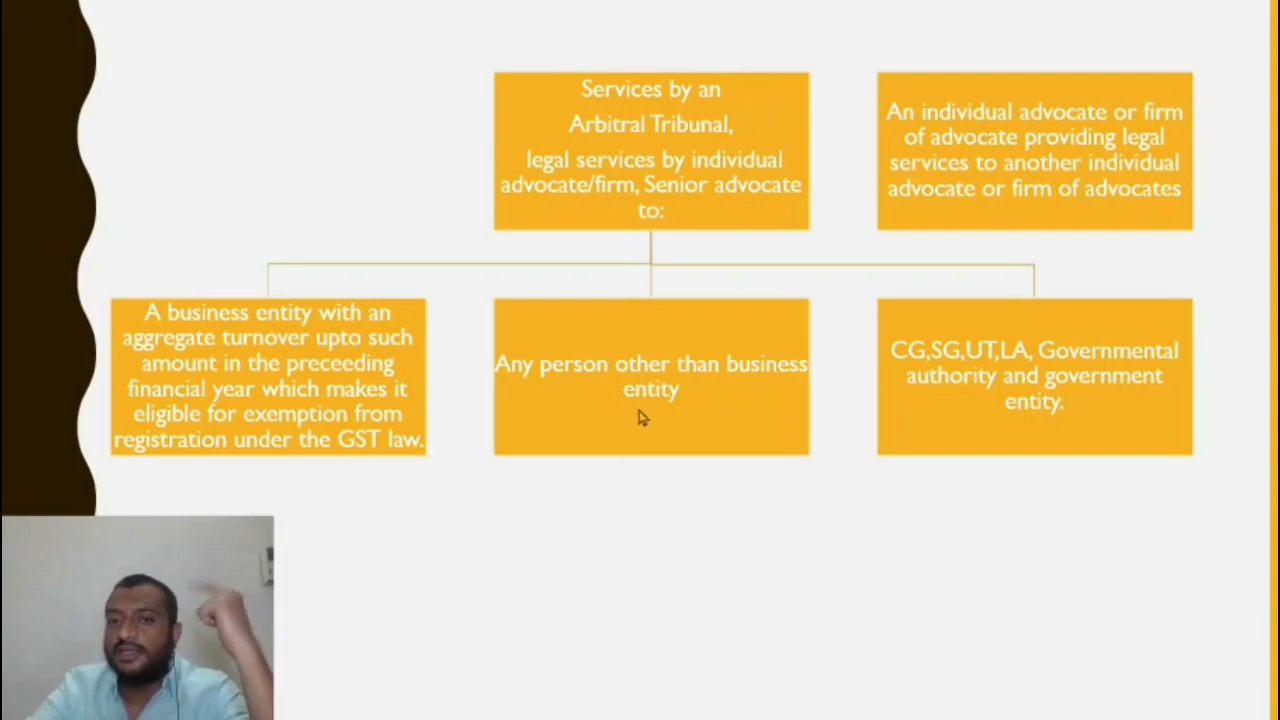 Services by an
Arbitral Tribunal,
legal services by individual
advocate/firm, Senior advocate
to:
An individual advocate or firm
of advocate providing legal
services to another individual
advocate or firm of advocates
A business entity with an
aggregate turnover upto such
amount in the preceeding
financial year which makes it
eligible for exemption from
registration under the GST law.
Any person other than business
entity
CG,SG,UT,LA, Governmental
authority and government
entity.